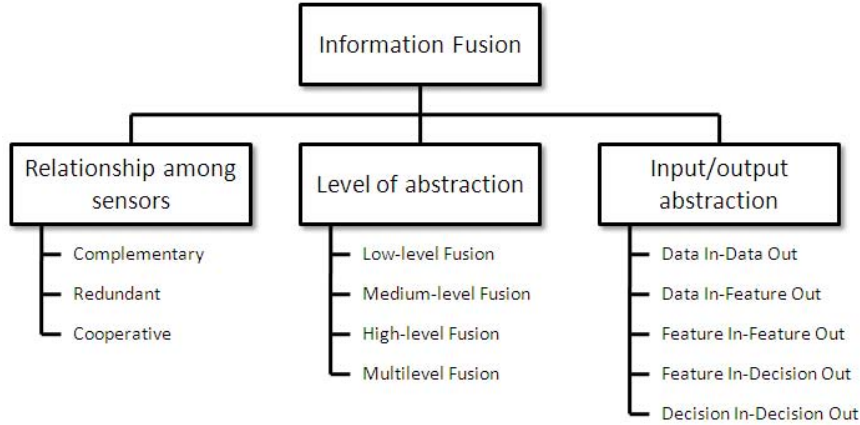 Information Fusion
Relationship among
sensors
Complementary
Redundant
Cooperative
Level of abstraction
Low-level Fusion
Medium-level Fusion
High-level Fusion
Multilevel Fusion
Input/output
abstraction
Data In-Data Out
Data In-Feature Out
Feature In-Feature Out
Feature In-Decision Out
Decision In-Decision Out